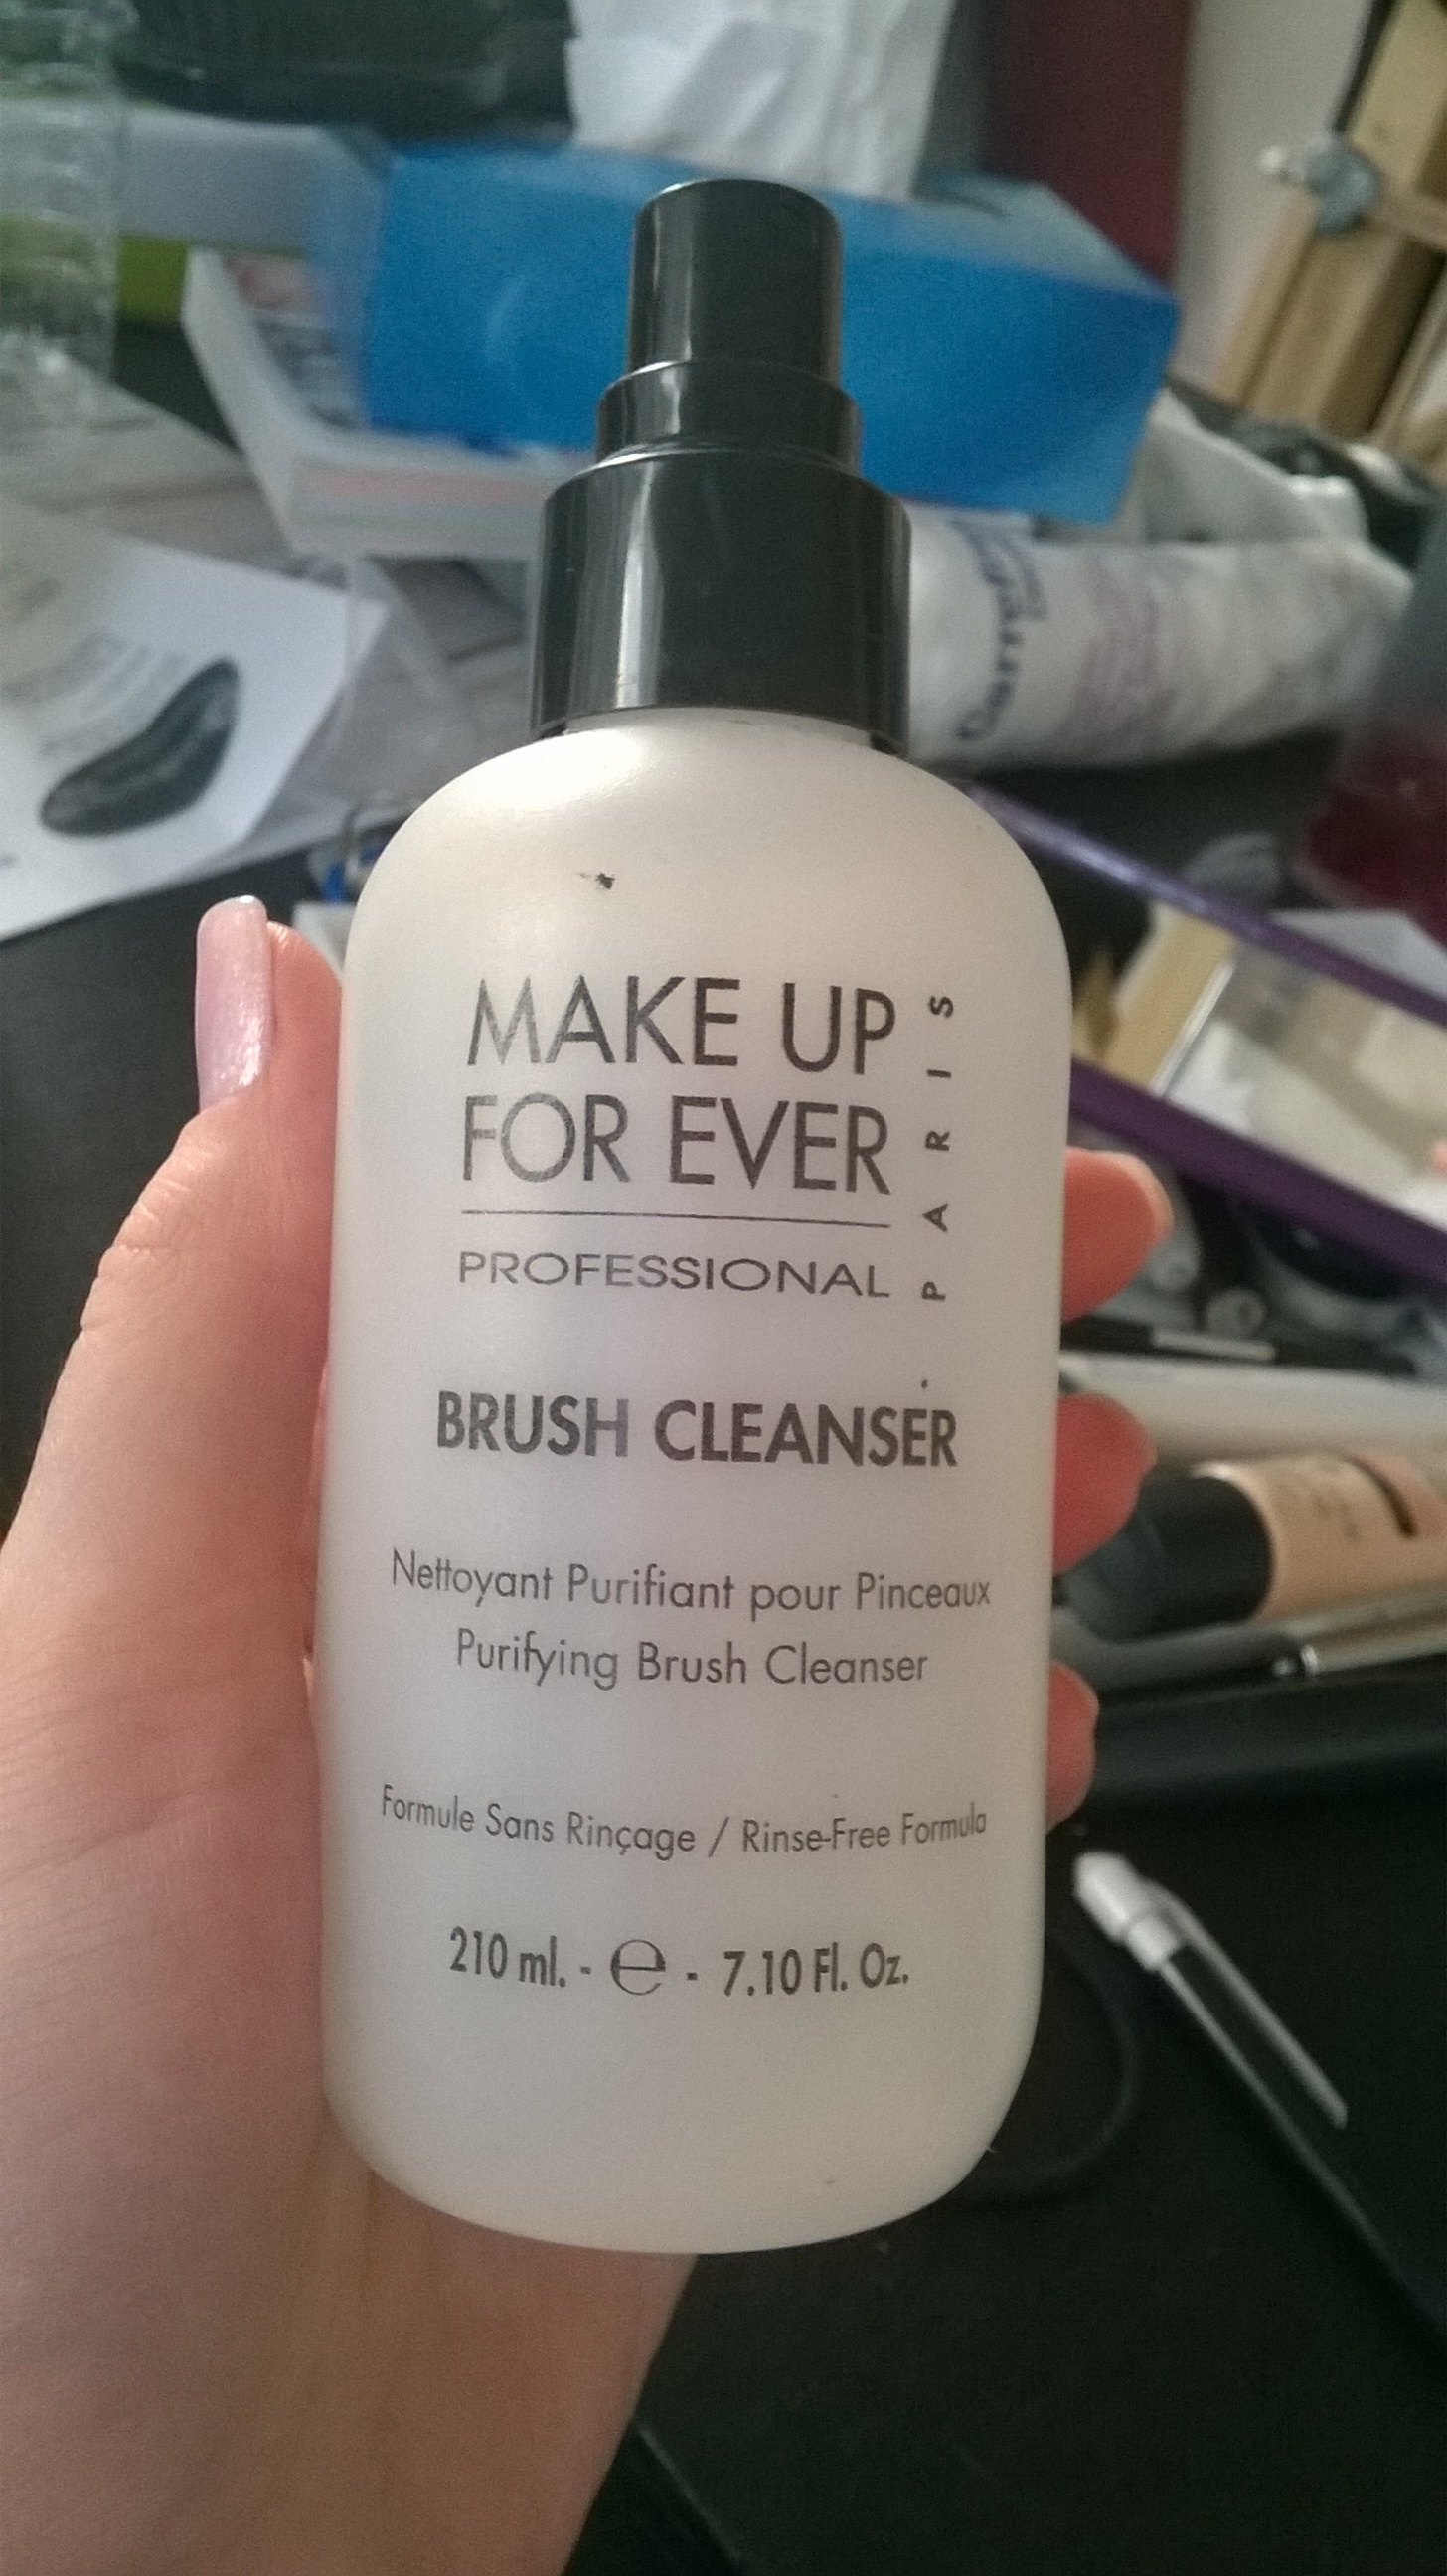 MAKE UP
FOR EVER
PROFESSIONAL
PARIS
BRUSH CLEANSER
Nettoyant Purifiant pour Pinceaux
Purifying Brush Cleanser
Formule Sans Rinçage / Rinse-Free Formula
210 ml. - e - 7.10 Fl. Oz.